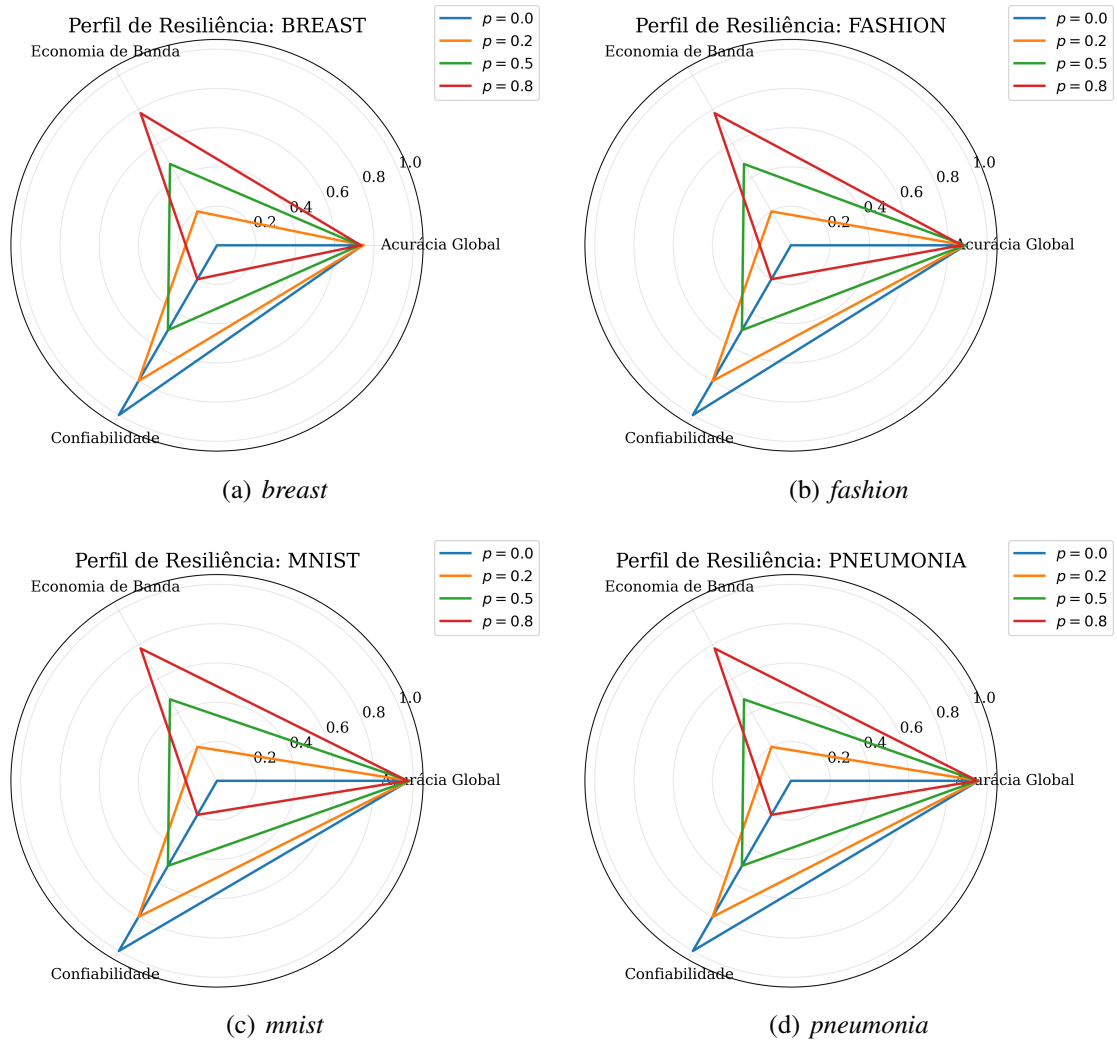 Perfil de Resiliência: BREAST
p = 0.0
p = 0.2
p = 0.5
p = 0.8
Economia de Banda
1.0
0.8
0.6
0.4
0.2
Acurácia Global
Confiabilidade
(a) breast
Perfil de Resiliência: FASHION
p = 0.0
p = 0.2
p = 0.5
p = 0.8
Economia de Banda
1.0
0.8
0.6
0.4
0.2
Acurácia Global
Confiabilidade
(b) fashion
Perfil de Resiliência: MNIST
p = 0.0
p = 0.2
p = 0.5
p = 0.8
Economia de Banda
1.0
0.8
0.6
0.4
0.2
Acurácia Global
Confiabilidade
(c) mnist
Perfil de Resiliência: PNEUMONIA
p = 0.0
p = 0.2
p = 0.5
p = 0.8
Economia de Banda
1.0
0.8
0.6
0.4
0.2
Acurácia Global
Confiabilidade
(d) pneumonia